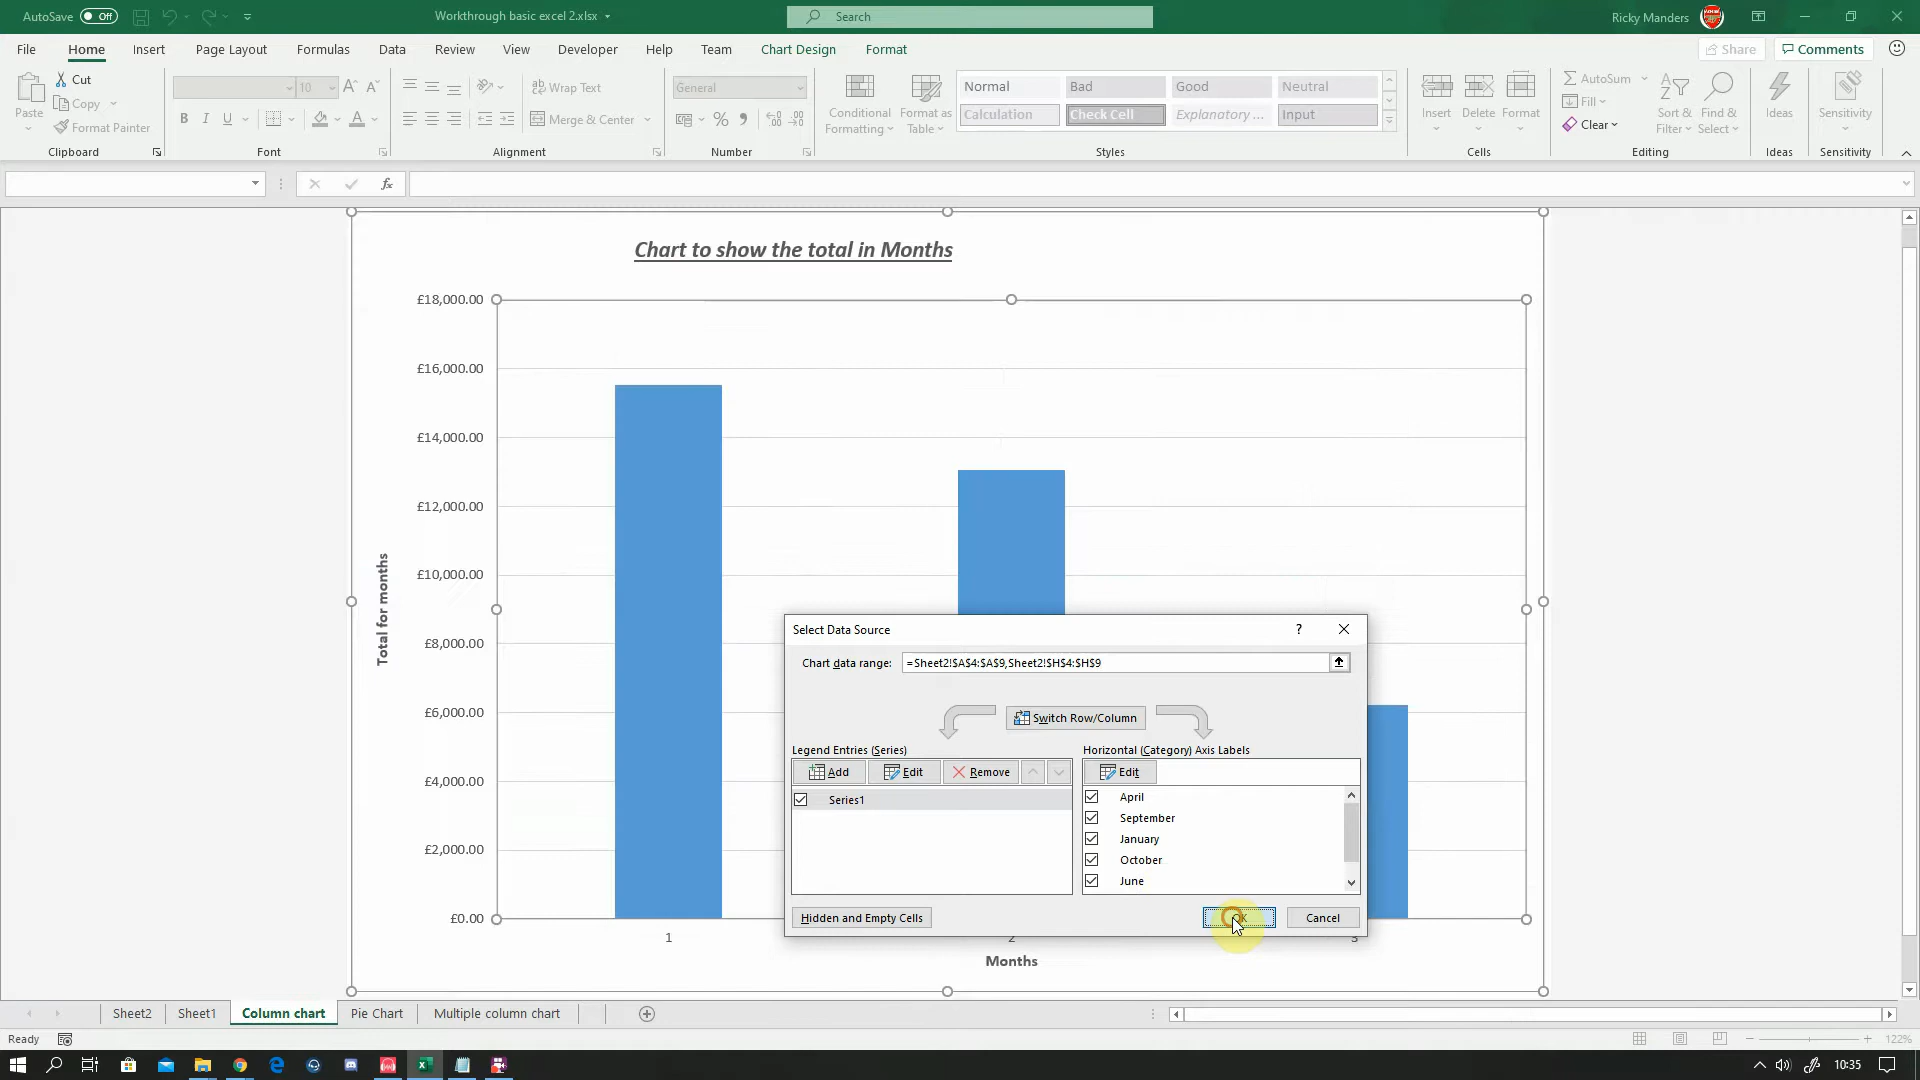 AutoSave Off
Workthrough basic excel 2.xlsx
Search
Ricky Manders
File Home Insert Page Layout Formulas Data Review View Developer Help Team Chart Design Format
Share Comments
Paste
Cut
Copy
Format Painter
Clipboard
10
Font
Wrap Text
Merge & Center
Alignment
General
Number
Conditional Formatting
Format as Table
Normal Bad Good Neutral
Calculation Check Cell Explanatory ... Input
Styles
Insert Delete Format
Cells
AutoSum
Fill
Clear
Sort & Filter
Find & Select
Editing
Ideas
Ideas
Sensitivity
Sensitivity
fx
Chart to show the total in Months
Total for months
£18,000.00
£16,000.00
£14,000.00
£12,000.00
£10,000.00
£8,000.00
£6,000.00
£4,000.00
£2,000.00
£0.00
1 2 3
Months
Select Data Source
?
Chart data range: =Sheet2!$A$4:$A$9,Sheet2!$H$4:$H$9
Switch Row/Column
Legend Entries (Series)
Add Edit Remove
Series1
Horizontal (Category) Axis Labels
Edit
April
September
January
October
June
Hidden and Empty Cells
OK Cancel
Sheet2 Sheet1 Column chart Pie Chart Multiple column chart
Ready
122%
10:35